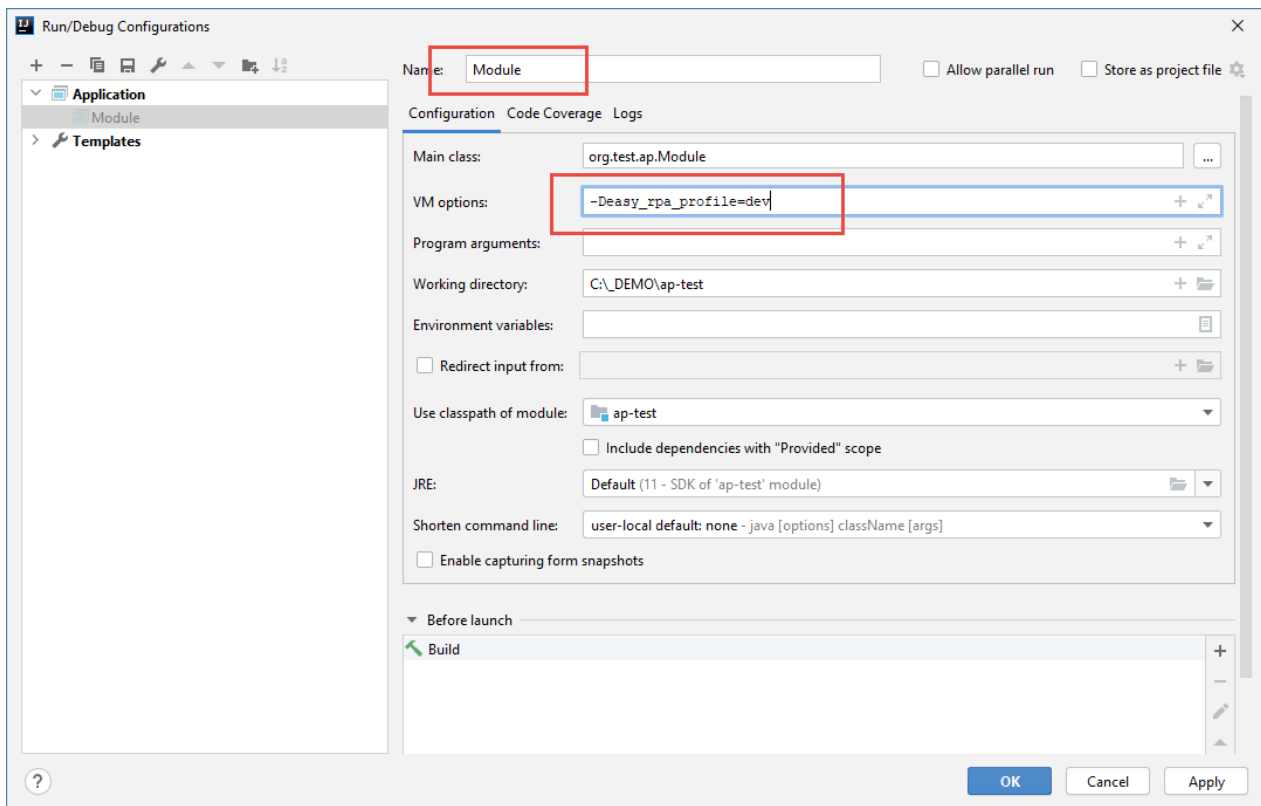 IJ Run/Debug Configurations
Name: Module Allow parallel run Store as project file
Application
Module
Templates
Configuration Code Coverage Logs
Main class: org.test.ap.Module ...
VM options: -Deasy_rpa_profile=dev
Program arguments:
Working directory: C:\_DEMO\ap-test
Environment variables:
Redirect input from:
Use classpath of module: ap-test
Include dependencies with "Provided" scope
JRE: Default (11 - SDK of 'ap-test' module)
Shorten command line: user-local default: none - java [options] className [args]
Enable capturing form snapshots
Before launch
Build
? OK Cancel Apply